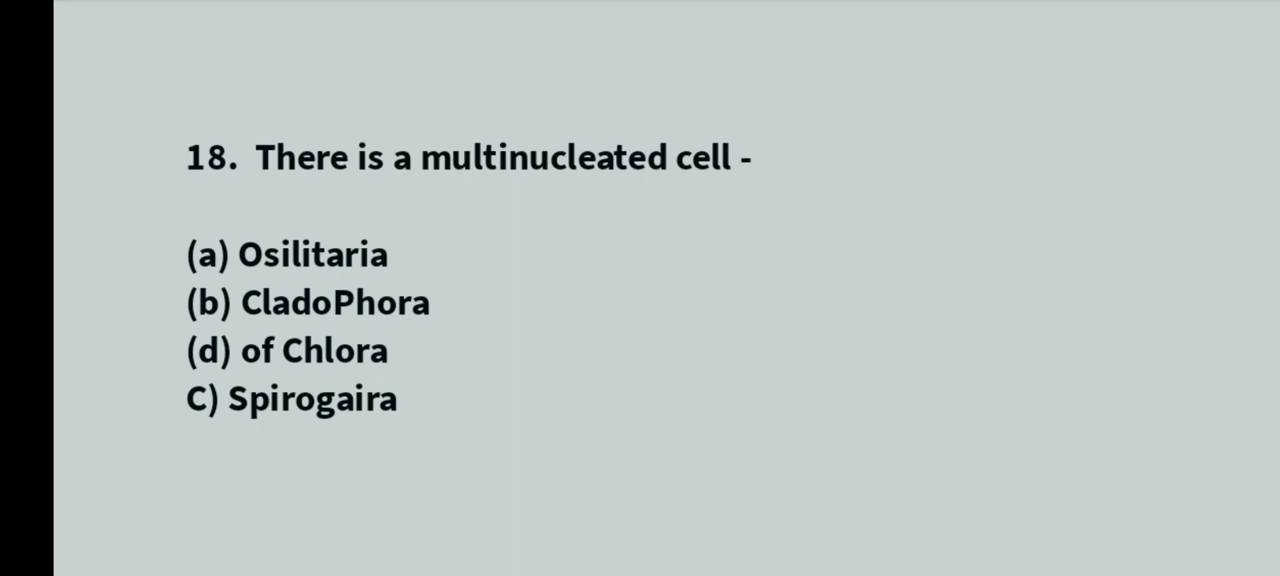 18. There is a multinucleated cell -
(a) Osilitaria
(b) CladoPhora
(d) of Chlora
C) Spirogaira